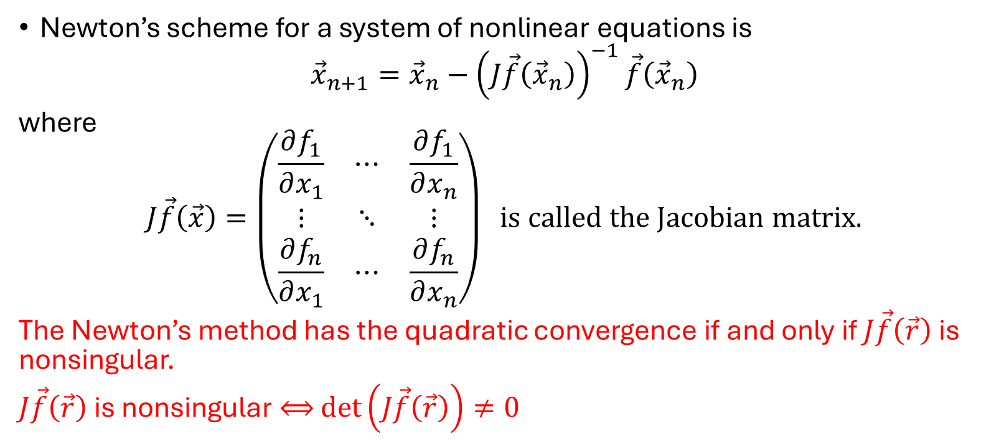 • Newton’s scheme for a system of nonlinear equations is
$\vec{x}_{n+1} = \vec{x}_n - \left(J\vec{f}(\vec{x}_n)\right)^{-1} \vec{f}(\vec{x}_n)$
where
$J\vec{f}(\vec{x}) = \begin{pmatrix} \frac{\partial f_1}{\partial x_1} & \cdots & \frac{\partial f_1}{\partial x_n} \\ \vdots & \ddots & \vdots \\ \frac{\partial f_n}{\partial x_1} & \cdots & \frac{\partial f_n}{\partial x_n} \end{pmatrix}$ is called the Jacobian matrix.
The Newton’s method has the quadratic convergence if and only if $J\vec{f}(\vec{r})$ is
nonsingular.
$J\vec{f}(\vec{r})$ is nonsingular $\Leftrightarrow \det\left(J\vec{f}(\vec{r})\right) \neq 0$